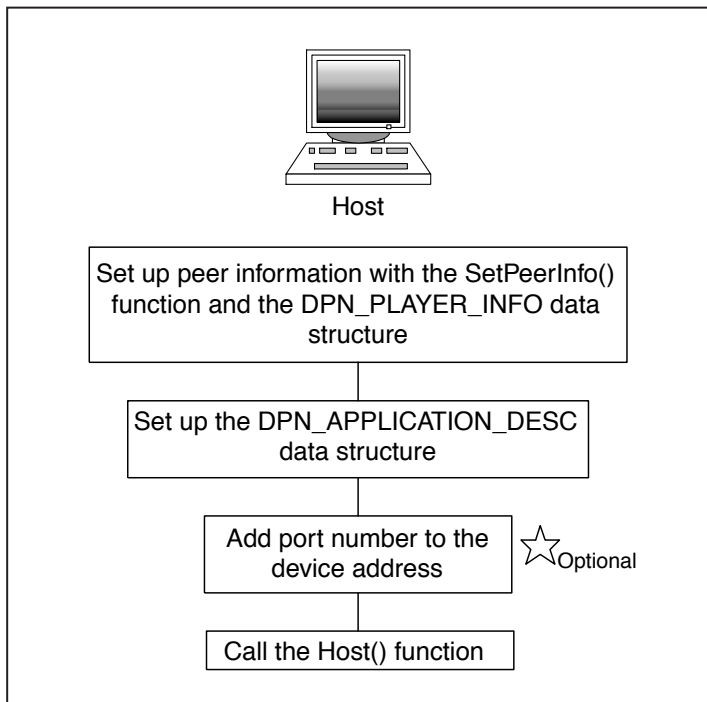 Host
Set up peer information with the SetPeerInfo()
function and the DPN_PLAYER_INFO data
structure
Set up the DPN_APPLICATION_DESC
data structure
Add port number to the
device address
Optional
Call the Host() function